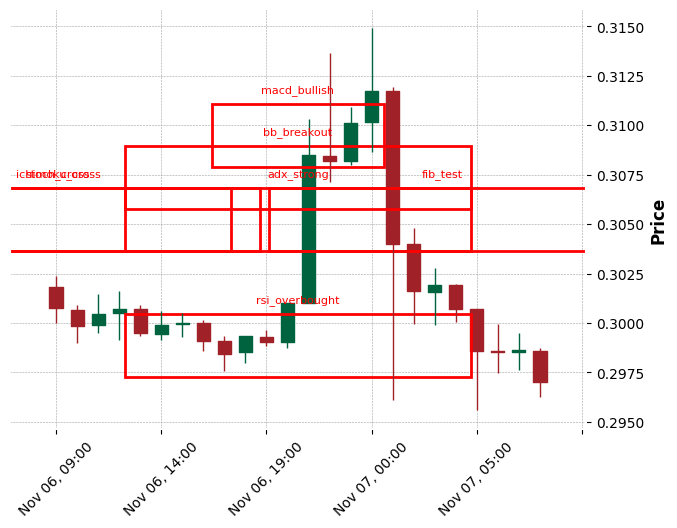 0.3150
macd_bullish
0.3125
bb_breakout
0.3100
stoch_cross
adx_strong
fib_test
0.3075
0.3050
Price
0.3025
rsi_overbought
0.3000
0.2975
0.2950
Nov 06, 09:00
Nov 06, 14:00
Nov 06, 19:00
Nov 07, 00:00
Nov 07, 05:00